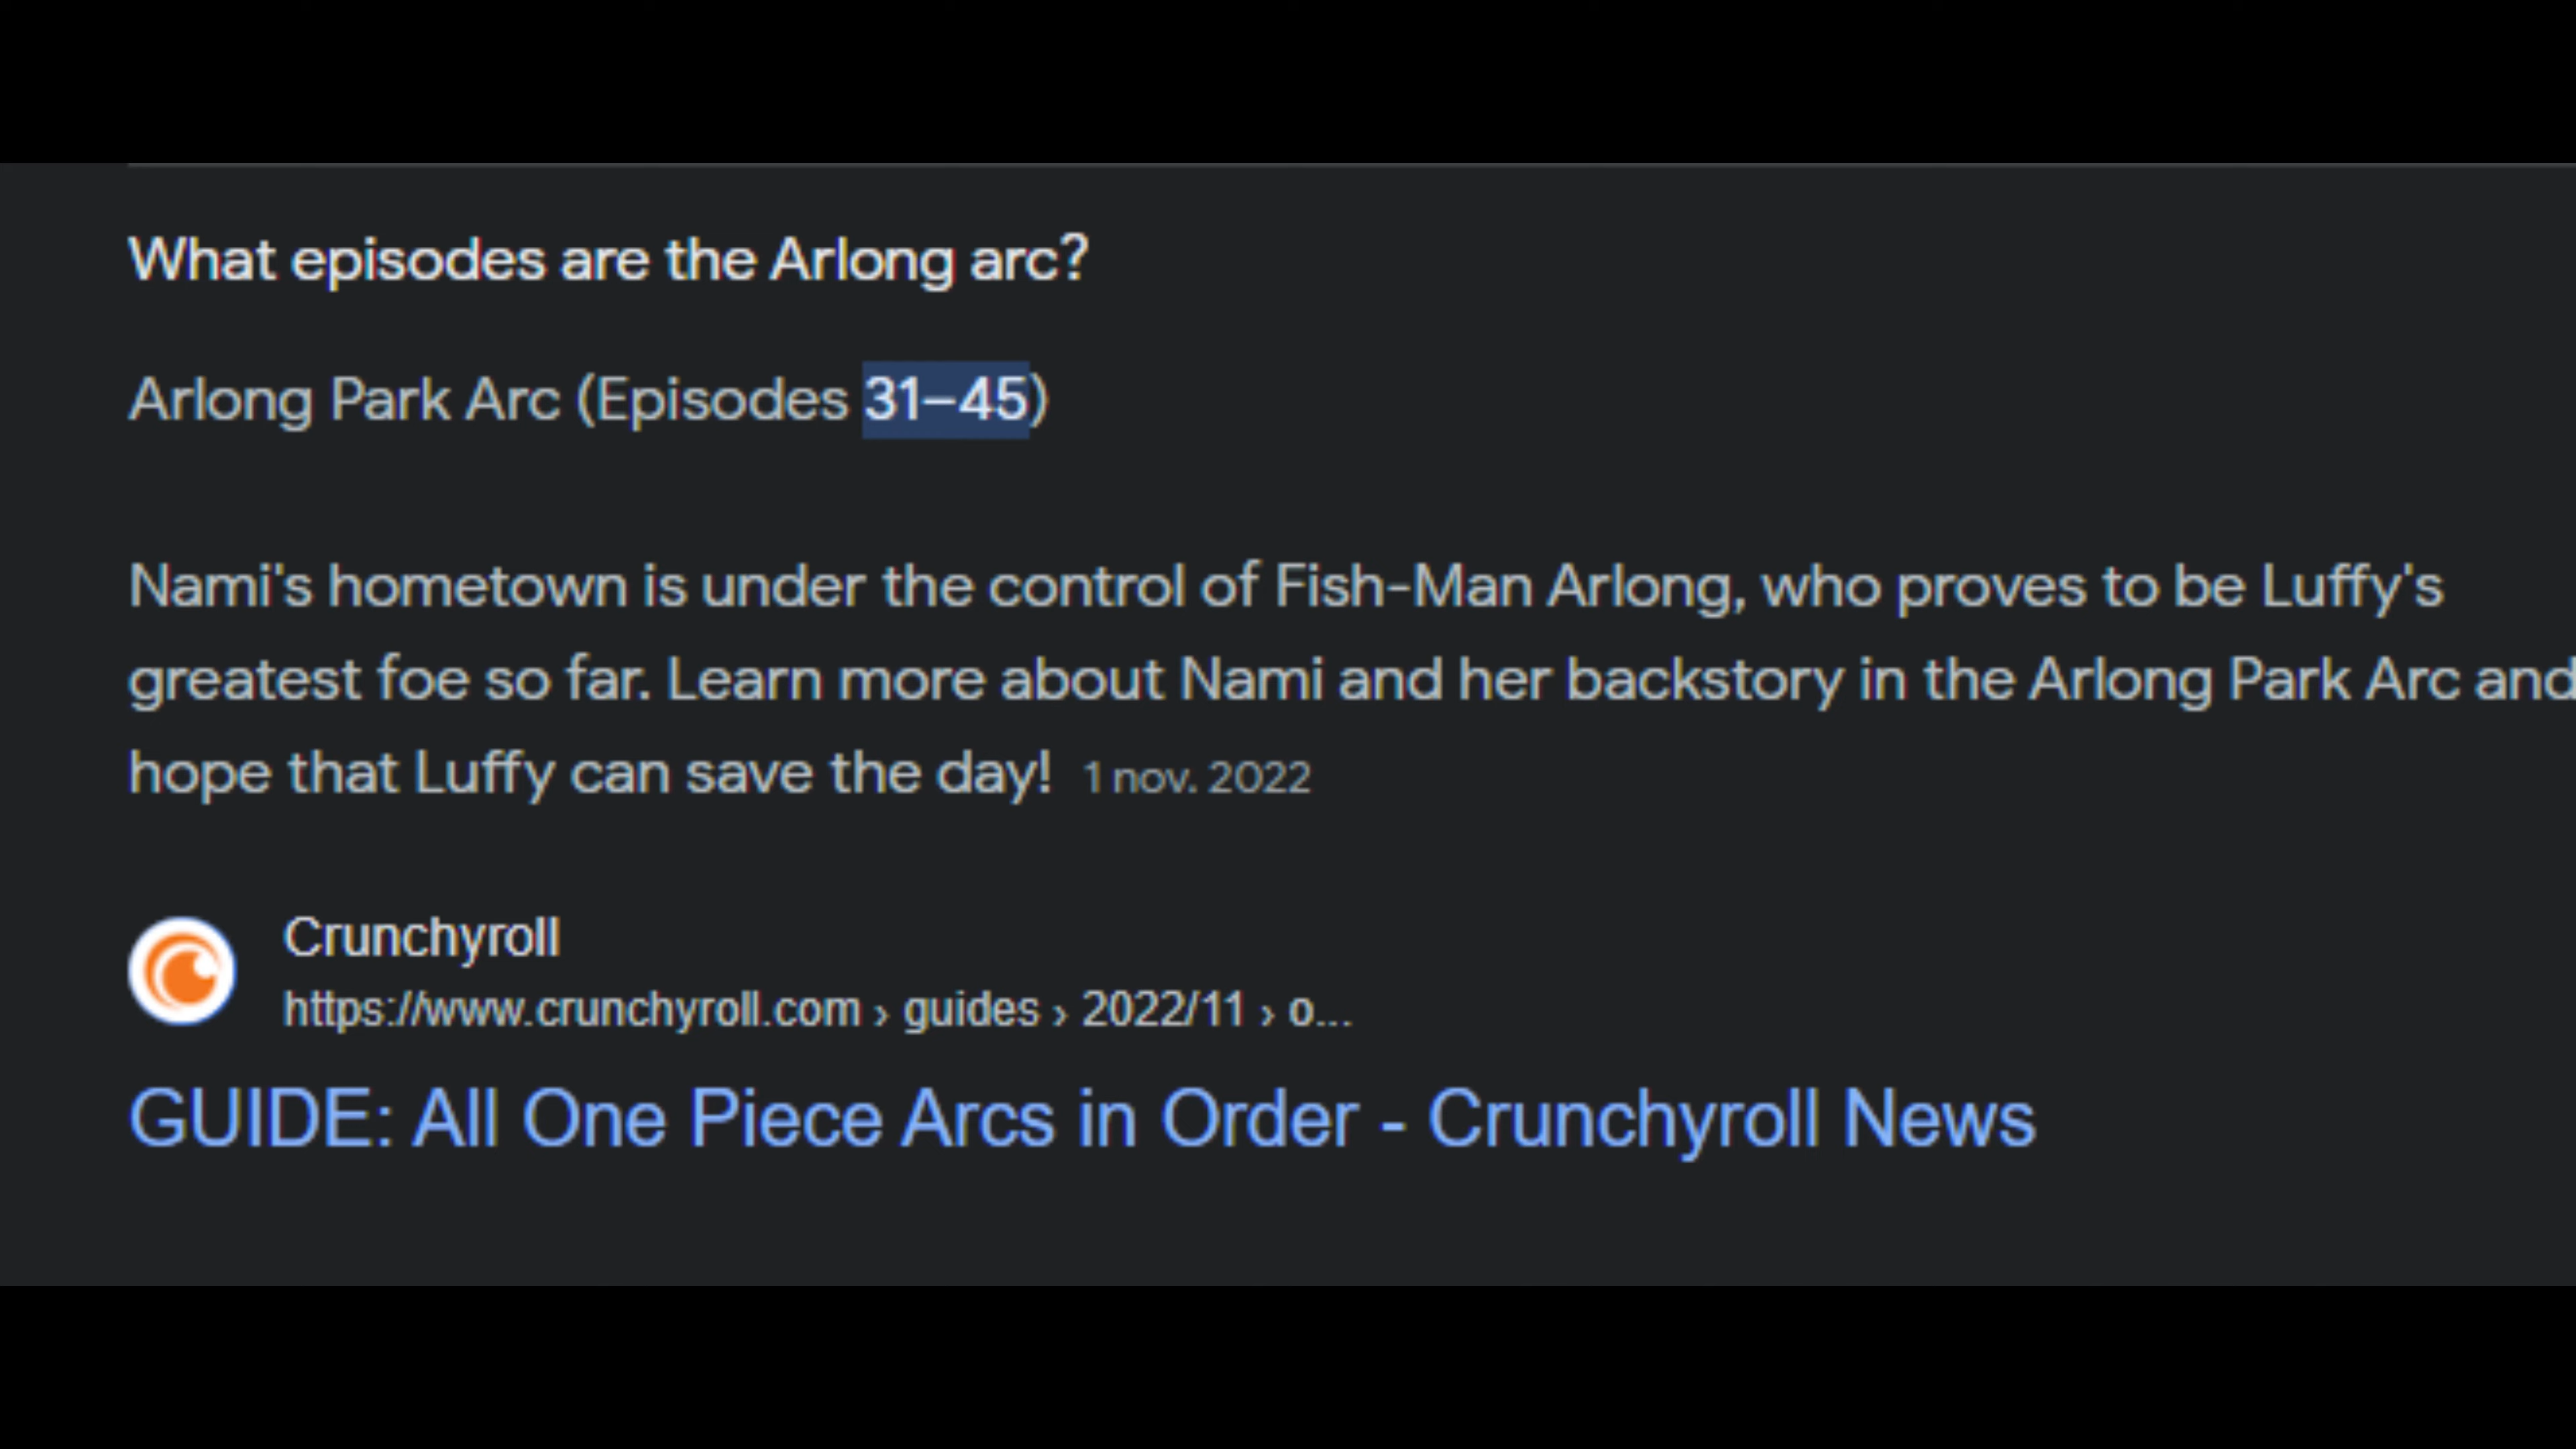 What episodes are the Arlong arc?
Arlong Park Arc (Episodes 31–45)
Nami's hometown is under the control of Fish-Man Arlong, who proves to be Luffy's
greatest foe so far. Learn more about Nami and her backstory in the Arlong Park Arc and
hope that Luffy can save the day! 1 nov. 2022
Crunchyroll
https://www.crunchyroll.com › guides › 2022/11 › o...
GUIDE: All One Piece Arcs in Order - Crunchyroll News